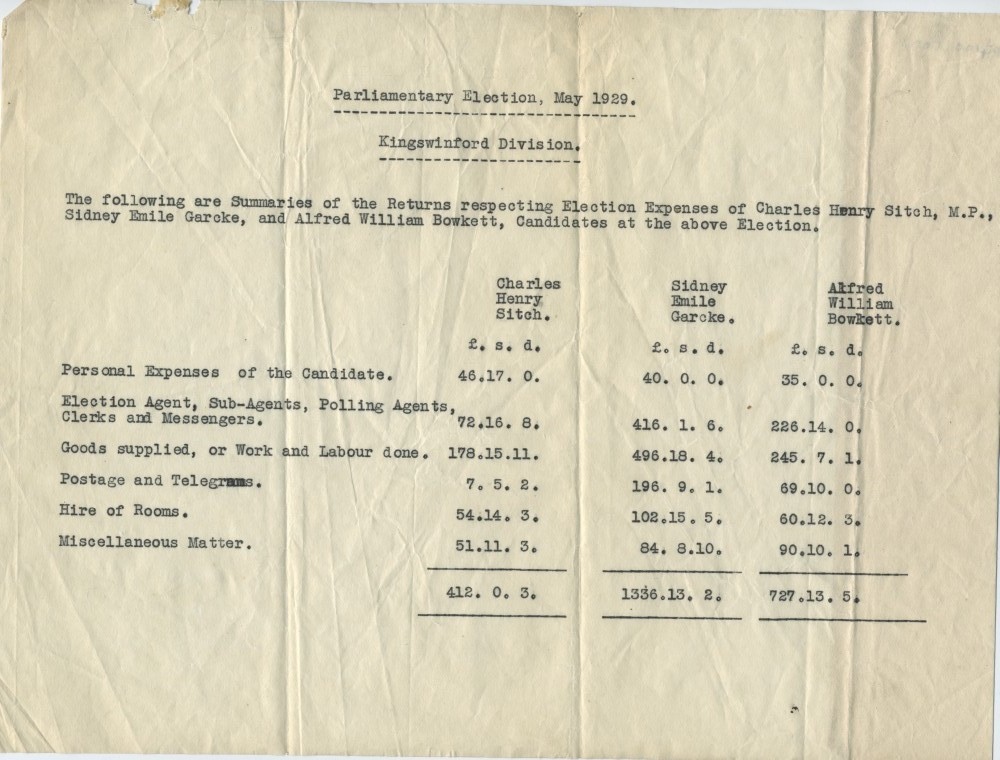 Parliamentary Election, May 1929.
Kingswinford Division.
The following are Summaries of the Returns respecting Election Expenses of Charles Henry Sitch, M.P.,
Sidney Emile Garcke, and Alfred William Bowkett, Candidates at the above Election.
Charles Sidney Alfred
Henry Emile William
Sitch. Garcke. Bowkett.
£. s. d. £. s. d. £. s. d.
Personal Expenses of the Candidate. 46.17. 0. 40. 0. 0. 35. 0. 0.
Election Agent, Sub-Agents, Polling Agents,
Clerks and Messengers. 72.16. 8. 416. 1. 6. 226.14. 0.
Goods supplied, or Work and Labour done. 178.15.11. 496.18. 4. 245. 7. 1.
Postage and Telegrams. 7. 5. 2. 196. 9. 1. 69.10. 0.
Hire of Rooms. 54.14. 3. 102.15. 5. 60.12. 3.
Miscellaneous Matter. 51.11. 3. 84. 8.10. 90.10. 1.
412. 0. 3. 1336.13. 2. 727.13. 5.